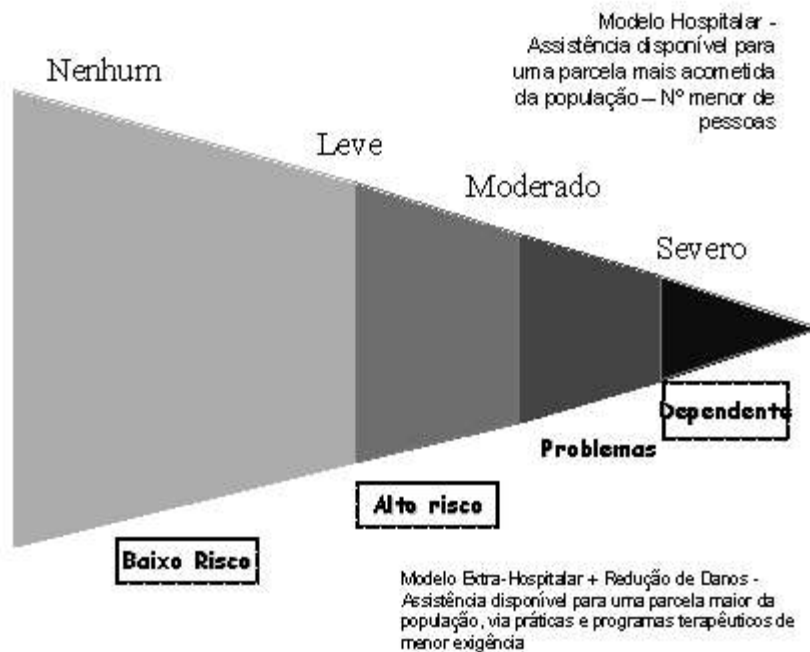 Modelo Hospitalar -
Assistência disponível para
uma parcela mais acometida
da população – Nº menor de
pessoas
Nenhum
Leve
Moderado
Severo
Dependente
Problemas
Alto risco
Baixo Risco
Modelo Extra-Hospitalar + Redução de Danos -
Assistência disponível para uma parcela maior da
população, via práticas e programas terapêuticos de
menor exigência